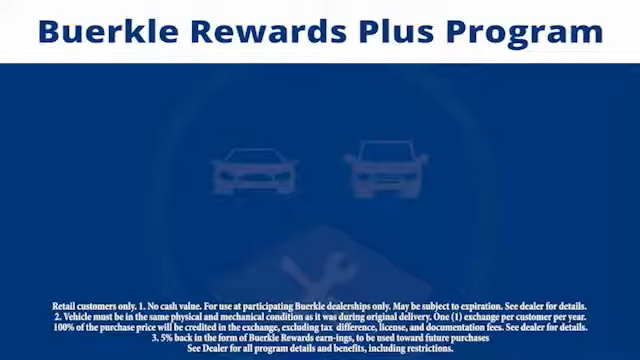 Buerkle Rewards Plus Program
Retail customers only. 1. No cash value. For use at participating Buerkle dealerships only. May be subject to expiration. See dealer for details.
2. Vehicle must be in the same physical and mechanical condition as it was during original delivery. One (1) exchange per customer per year.
100% of the purchase price will be credited in the exchange, excluding tax difference, license, and documentation fees. See dealer for details.
3. 5% back in the form of Buerkle Rewards earn-ings, to be used toward future purchases
See Dealer for all program details and benefits, including restrictions.